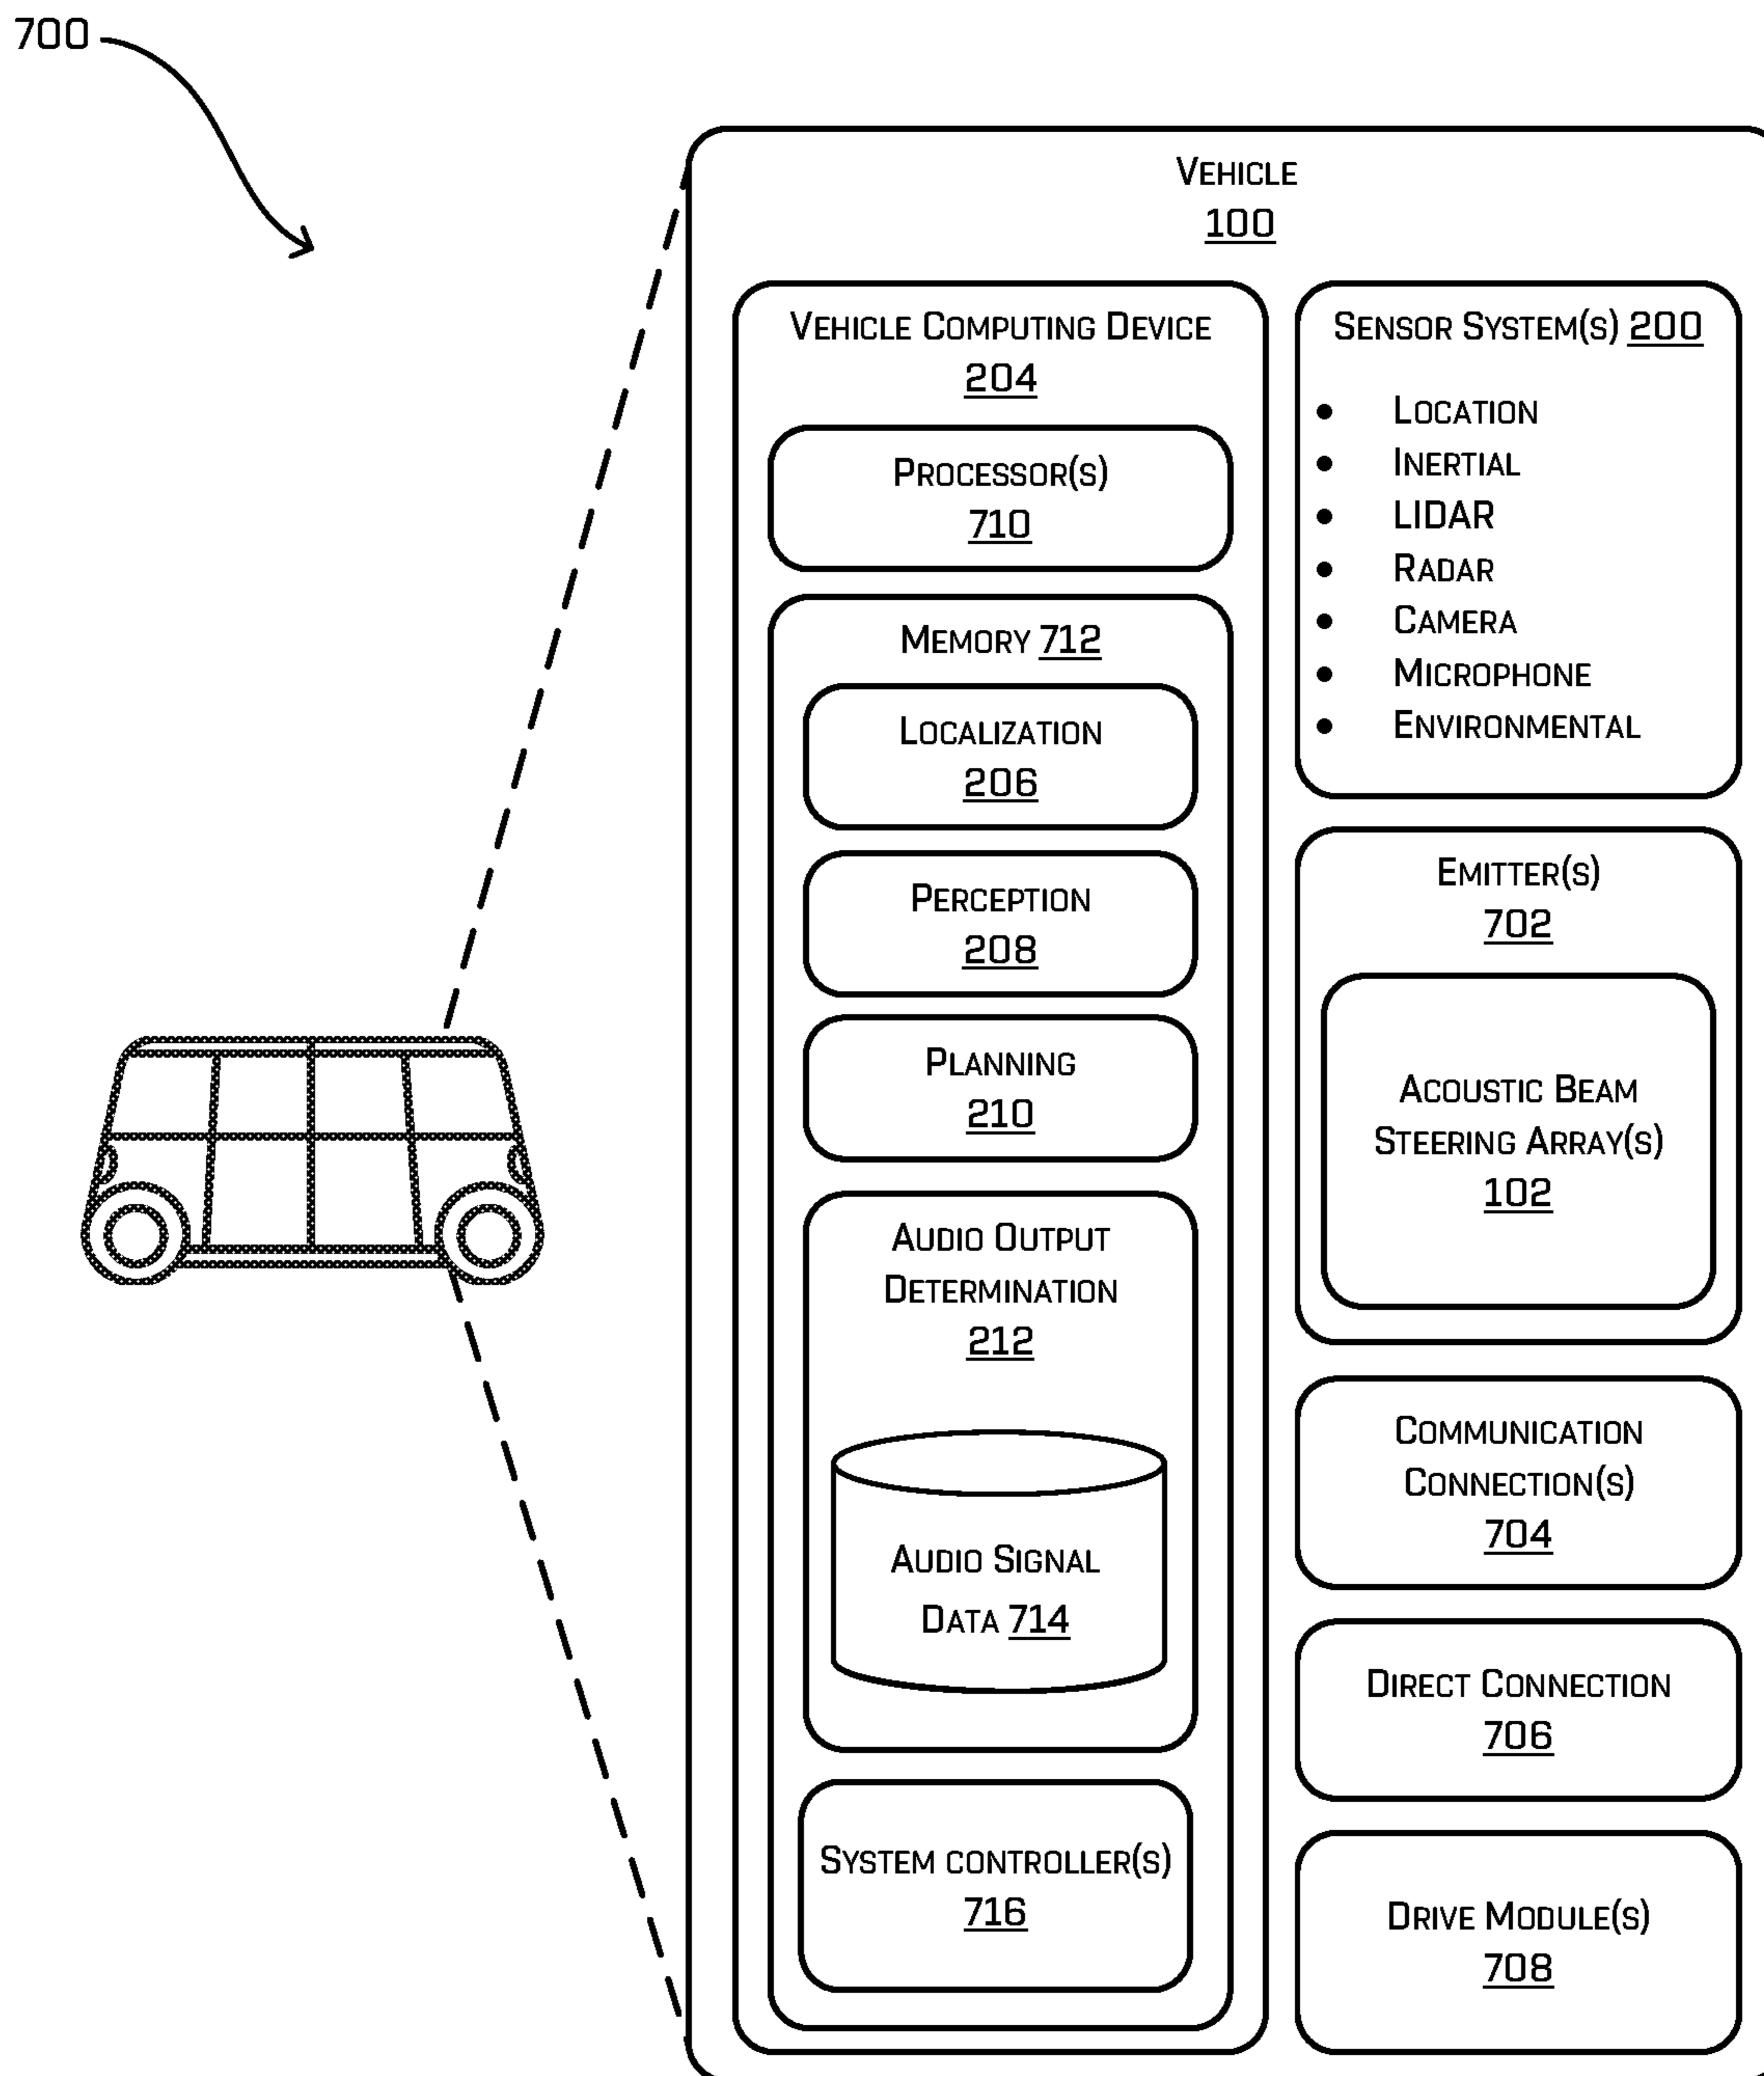 700
VEHICLE
100
VEHICLE COMPUTING DEVICE
204
PROCESSOR(S)
710
MEMORY 712
LOCALIZATION
206
PERCEPTION
208
PLANNING
210
AUDIO OUTPUT
DETERMINATION
212
AUDIO SIGNAL
DATA 714
SYSTEM CONTROLLER(S)
716
SENSOR SYSTEM(S) 200
• LOCATION
• INERTIAL
• LIDAR
• RADAR
• CAMERA
• MICROPHONE
• ENVIRONMENTAL
EMITTER(S)
702
ACOUSTIC BEAM
STEERING ARRAY(S)
102
COMMUNICATION
CONNECTION(S)
704
DIRECT CONNECTION
706
DRIVE MODULE(S)
708